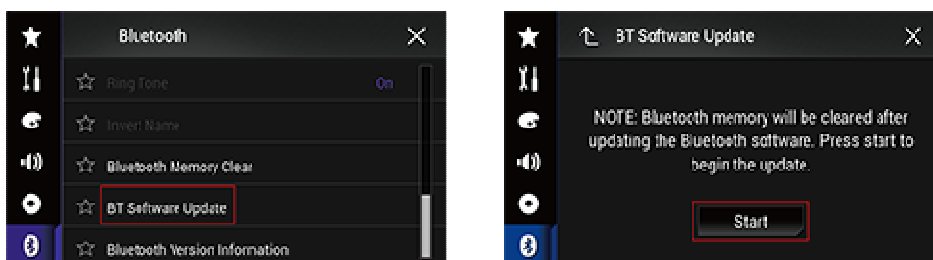 Bluetooth
Ring Tone On
Invert Name
Bluetooth Memory Clear
BT Software Update
Bluetooth Version Information
BT Software Update
NOTE: Bluetooth memory will be cleared after
updating the Bluetooth software. Press start to
begin the update.
Start